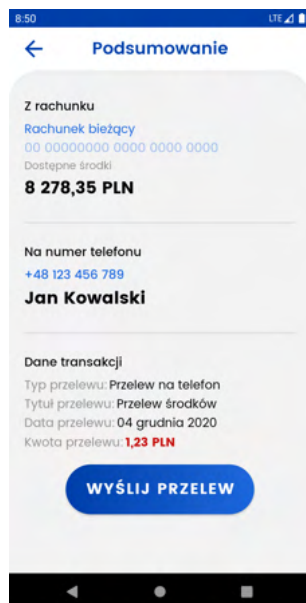 8:50
LTE
Podsumowanie
Z rachunku
Rachunek bieżący
00 00000000 0000 0000 0000
Dostępne środki
8 278,35 PLN
Na numer telefonu
+48 123 456 789
Jan Kowalski
Dane transakcji
Typ przelewu: Przelew na telefon
Tytuł przelewu: Przelew środków
Data przelewu: 04 grudnia 2020
Kwota przelewu: 1,23 PLN
WYŚLIJ PRZELEW